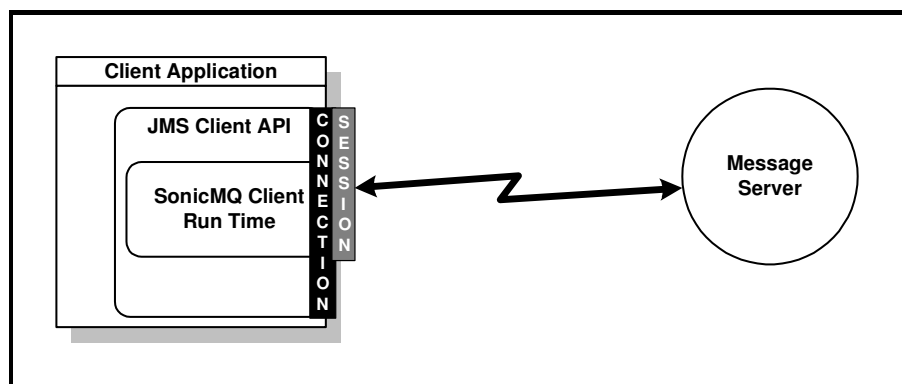 Client Application
JMS Client API
SonicMQ Client
Run Time
CONNECTION
SESSION
Message
Server